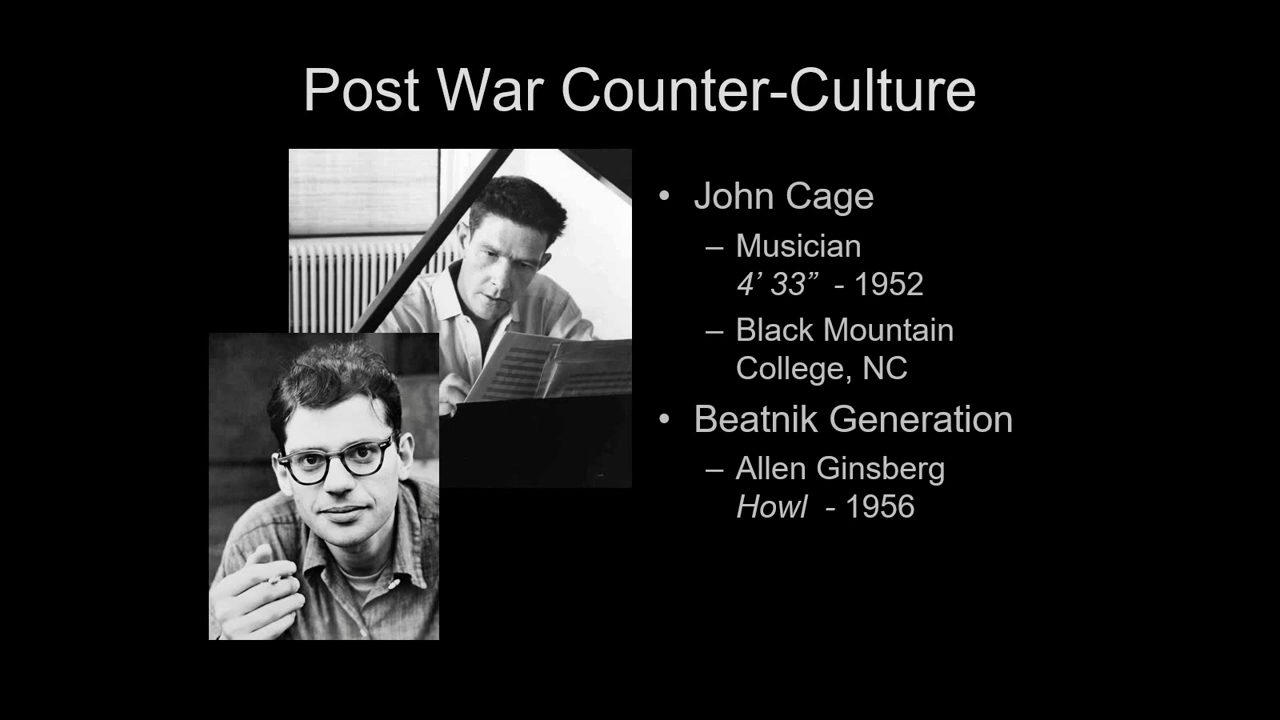 Post War Counter-Culture
• John Cage
– Musician
4’ 33” - 1952
– Black Mountain
College, NC
• Beatnik Generation
– Allen Ginsberg
Howl - 1956